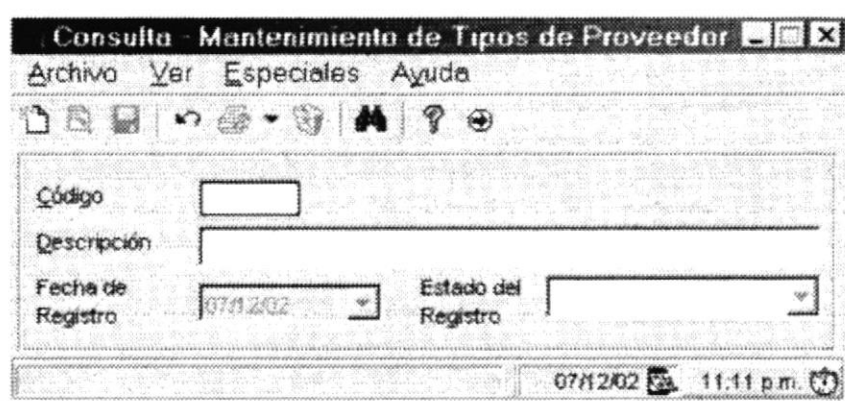 Consulta - Mantenimiento de Tipos de Proveedor
Archivo Ver Especiales Ayuda
Código
Descripción
Fecha de Registro 07/12/02
Estado del Registro
07/12/02 11:11 p.m.